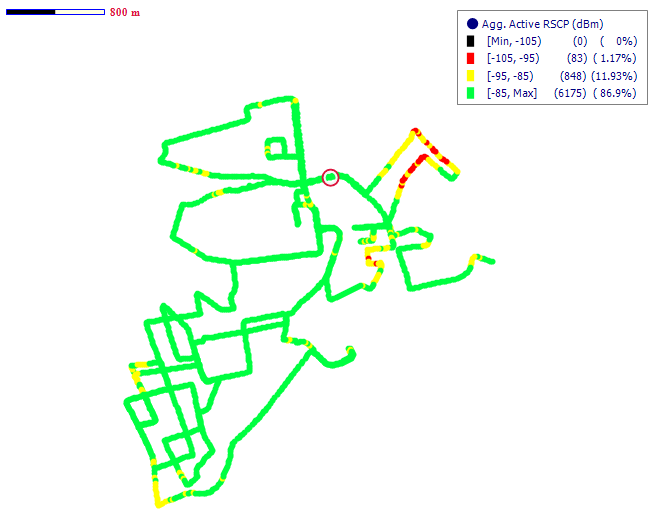 800 m
Agg. Active RSCP (dBm)
[Min, -105) (0) ( 0%)
[-105, -95) (83) ( 1.17%)
[-95, -85) (848) (11.93%)
[-85, Max] (6175) ( 86.9%)